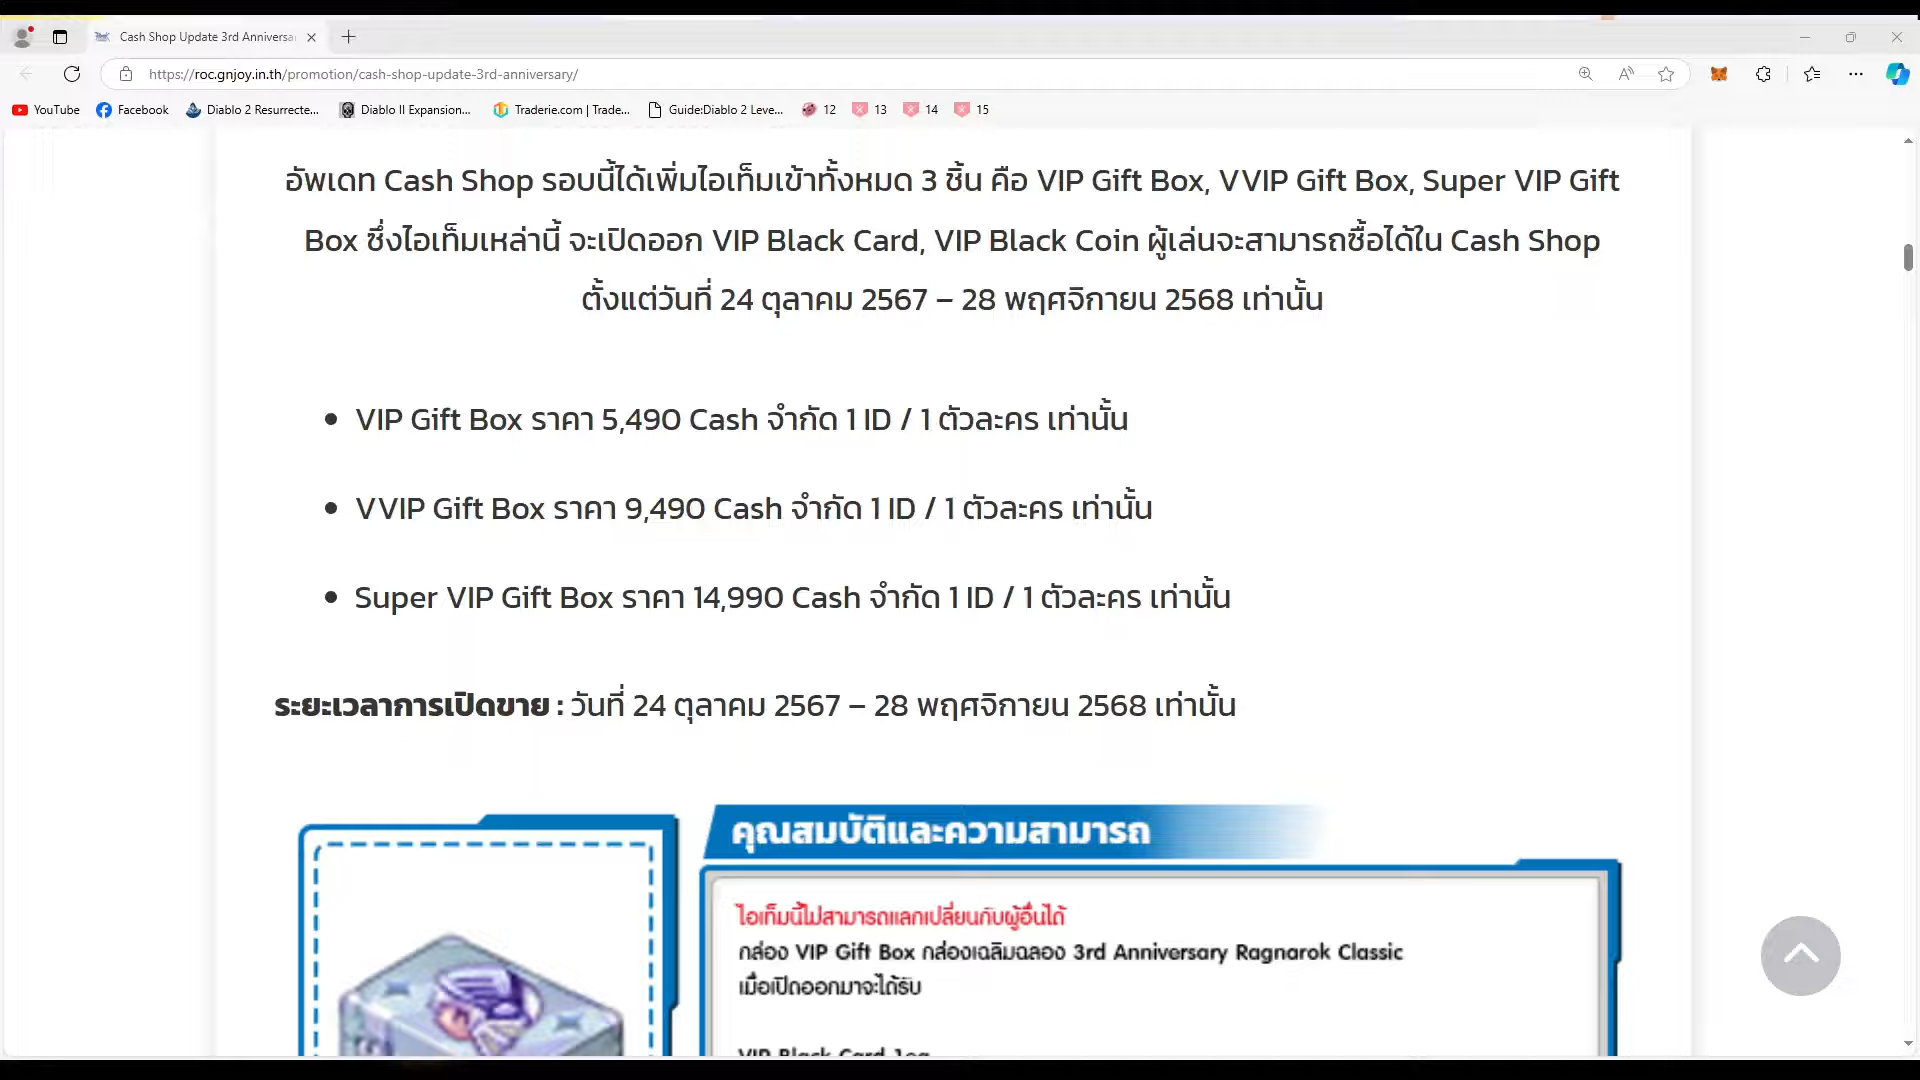 Cash Shop Update 3rd Anniversa
https://roc.gnjoy.in.th/promotion/cash-shop-update-3rd-anniversary/
YouTube Facebook Diablo 2 Resurrecte... Diablo II Expansion... Traderie.com | Trade... Guide:Diablo 2 Leve... 12 13 14 15
อัพเดท Cash Shop รอบนี้ได้เพิ่มไอเท็มเข้าทั้งหมด 3 ชิ้น คือ VIP Gift Box, VVIP Gift Box, Super VIP Gift
Box ซึ่งไอเท็มเหล่านี้ จะเปิดออก VIP Black Card, VIP Black Coin ผู้เล่นจะสามารถซื้อได้ใน Cash Shop
ตั้งแต่วันที่ 24 ตุลาคม 2567 – 28 พฤศจิกายน 2568 เท่านั้น
• VIP Gift Box ราคา 5,490 Cash จำกัด 1 ID / 1 ตัวละคร เท่านั้น
• VVIP Gift Box ราคา 9,490 Cash จำกัด 1 ID / 1 ตัวละคร เท่านั้น
• Super VIP Gift Box ราคา 14,990 Cash จำกัด 1 ID / 1 ตัวละคร เท่านั้น
ระยะเวลาการเปิดขาย : วันที่ 24 ตุลาคม 2567 – 28 พฤศจิกายน 2568 เท่านั้น
คุณสมบัติและความสามารถ
ไอเท็มนี้ไม่สามารถแลกเปลี่ยนกับผู้อื่นได้
กล่อง VIP Gift Box กล่องเฉลิมฉลอง 3rd Anniversary Ragnarok Classic
เมื่อเปิดออกมาจะได้รับ
VIP Black Card 1ea